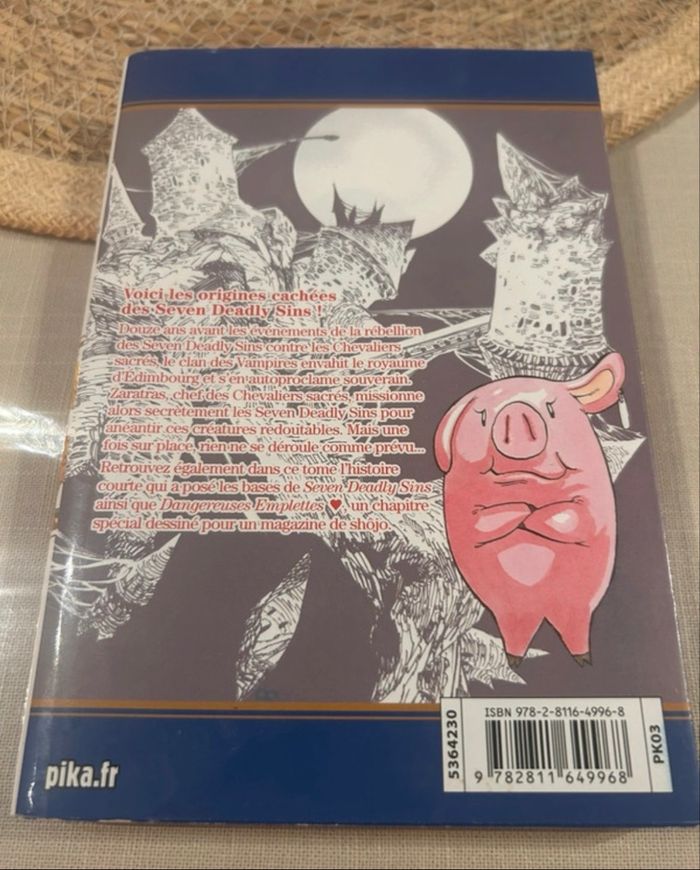 Voici les origines cachées
des Seven Deadly Sins !
Douze ans avant les événements de la rébellion
des Seven Deadly Sins contre les Chevaliers
sacrés, le clan des Vampires envahit le royaume
d'Édimbourg et s'en autoproclame souverain.
Zaratras, chef des Chevaliers sacrés, missionne
alors secrètement les Seven Deadly Sins pour
anéantir ces créatures redoutables. Mais une
fois sur place, rien ne se déroule comme prévu...
Retrouvez également dans ce tome l'histoire
courte qui a posé les bases de Seven Deadly Sins
ainsi que Dangereuses Emplettes ♥, un chapitre
spécial dessiné pour un magazine de shôjo.
pika.fr
5364230
ISBN 978-2-8116-4996-8
9 782811 649968
PK03